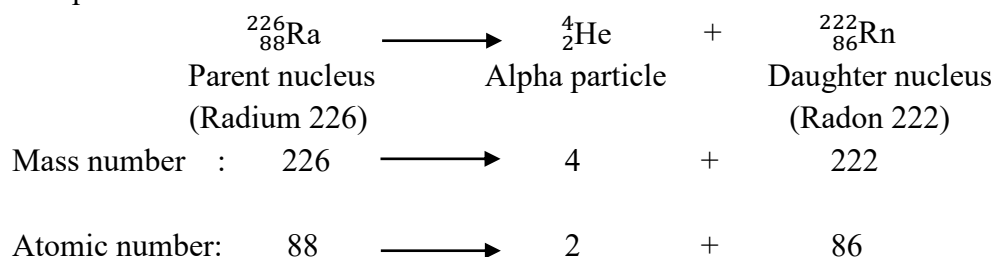 ²²⁶₈₈Ra ⟶ ⁴₂He + ²²²₈₆Rn
Parent nucleus Alpha particle Daughter nucleus
(Radium 226) (Radon 222)
Mass number : 226 ⟶ 4 + 222
Atomic number: 88 ⟶ 2 + 86